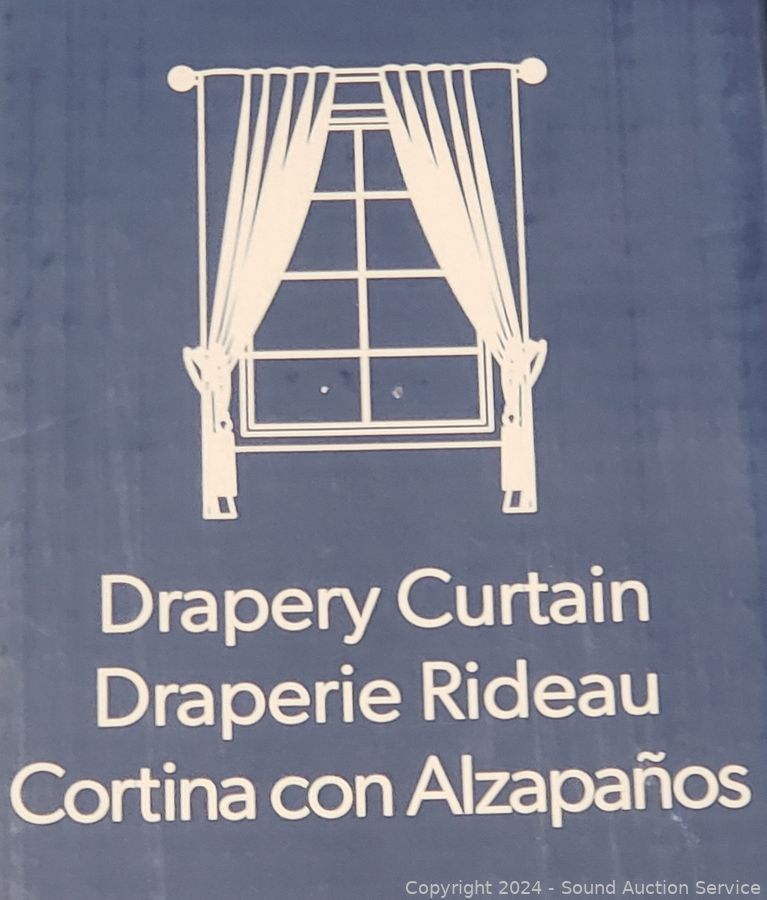 Drapery Curtain
Draperie Rideau
Cortina con Alzapaños
Copyright 2024 - Sound Auction Service